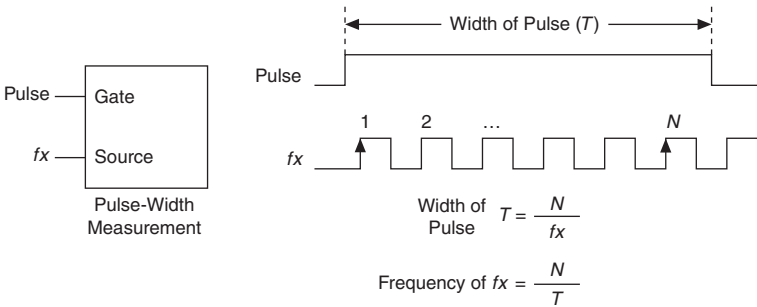 Width of Pulse (T)
Pulse
Gate
Pulse
1 2 ... N
fx
Source
fx
Pulse-Width
Measurement
Width of
Pulse
T = N / fx
Frequency of fx = N / T